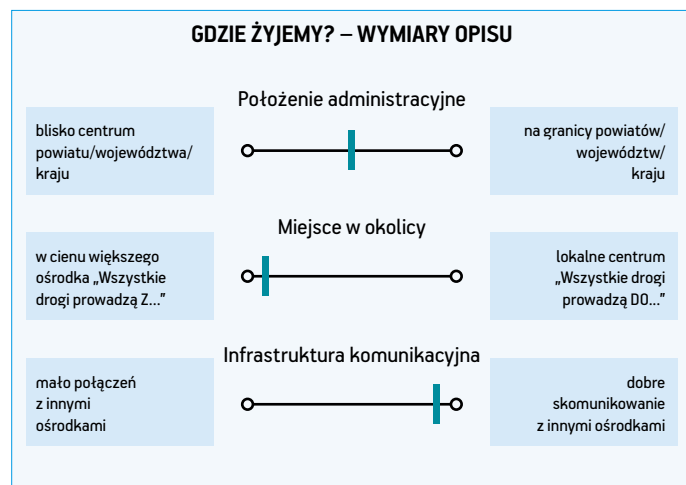 GDZIE ŻYJEMY? – WYMIARY OPISU
Położenie administracyjne
blisko centrum
powiatu/województwa/
kraju
na granicy powiatów/
województw/
kraju
Miejsce w okolicy
w cieniu większego
ośrodka „Wszystkie
drogi prowadzą Z...”
lokalne centrum
„Wszystkie drogi
prowadzą DO...”
Infrastruktura komunikacyjna
mało połączeń
z innymi
ośrodkami
dobre
skomunikowanie
z innymi ośrodkami